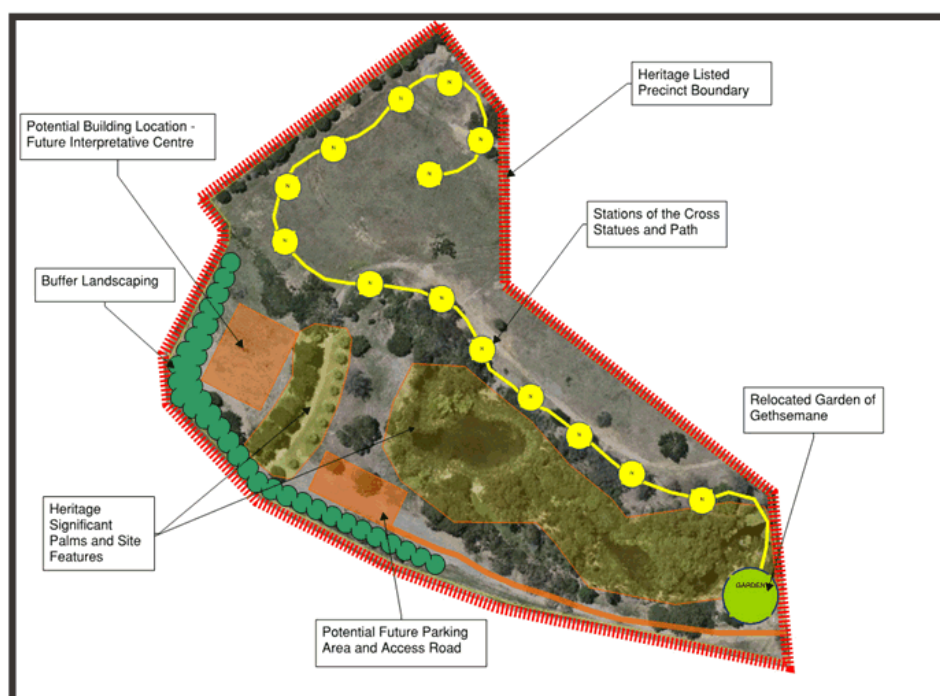 Heritage Listed
Precinct Boundary
Potential Building Location -
Future Interpretative Centre
Stations of the Cross
Statues and Path
Buffer Landscaping
Relocated Garden of
Gethsemane
Heritage
Significant
Palms and Site
Features
GARDEN
Potential Future Parking
Area and Access Road